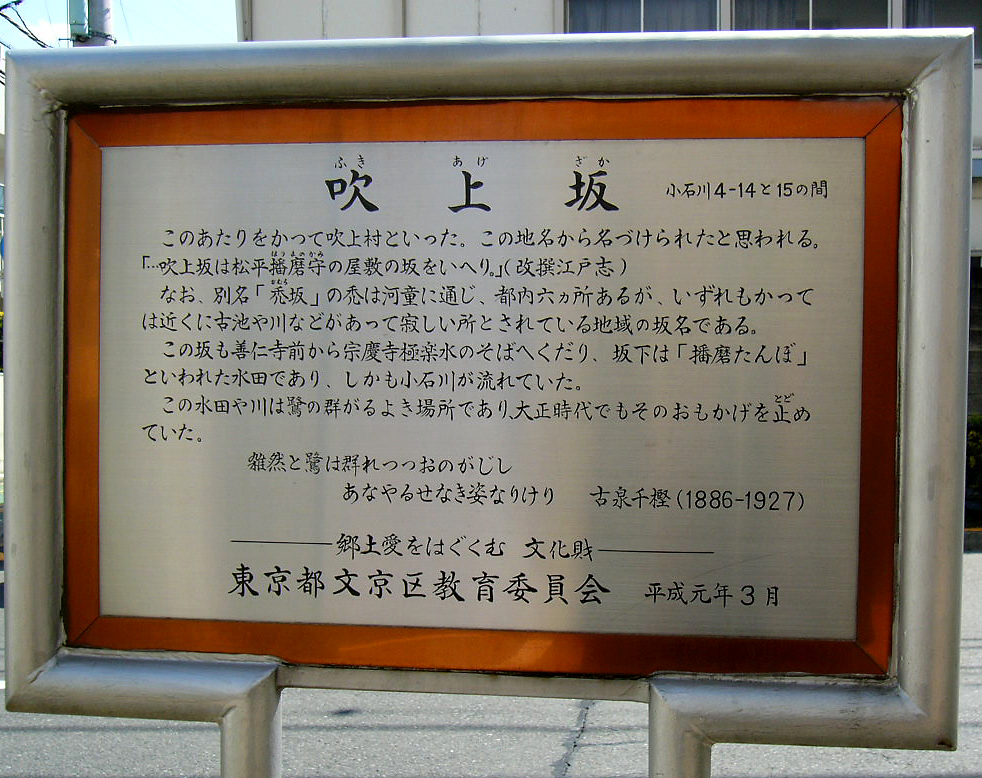 ふき あげ ざか
吹上坂 小石川4-14と15の間
このあたりをかつて吹上村といった。この地名から名づけられたと思われる。
「…吹上坂は松平播磨守の屋敷の坂をいへり。」(改撰江戸志)
なお、別名「禿坂」の禿は河童に通じ、都内六ヵ所あるが、いずれもかつて
は近くに古池や川などがあって寂しい所とされている地域の坂名である。
この坂も善仁寺前から宗慶寺極楽水のそばへくだり、坂下は「播磨たんぼ」
といわれた水田であり、しかも小石川が流れていた。
この水田や川は鷺の群がるよき場所であり、大正時代でもそのおもかげを止め
ていた。
雑然と鷺は群れつつおのがじし
あなやるせなき姿なりけり 古泉千樫(1886-1927)
郷土愛をはぐくむ 文化財
東京都文京区教育委員会 平成元年3月